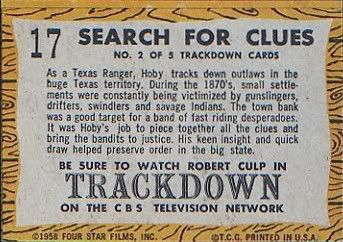 17 SEARCH FOR CLUES
NO. 2 OF 5 TRACKDOWN CARDS
As a Texas Ranger, Hoby tracks down outlaws in the
huge Texas territory. During the 1870's, small settle-
ments were constantly being victimized by gunslingers,
drifters, swindlers and savage Indians. The town bank
was a good target for a band of fast riding desperadoes.
It was Hoby's job to piece together all the clues and
bring the bandits to justice. His keen insight and quick
draw helped preserve order in the big state.
BE SURE TO WATCH ROBERT CULP IN
TRACKDOWN
ON THE CBS TELEVISION NETWORK
©1958 FOUR STAR FILMS, INC. ©T.C.G. PRINTED IN U.S.A.